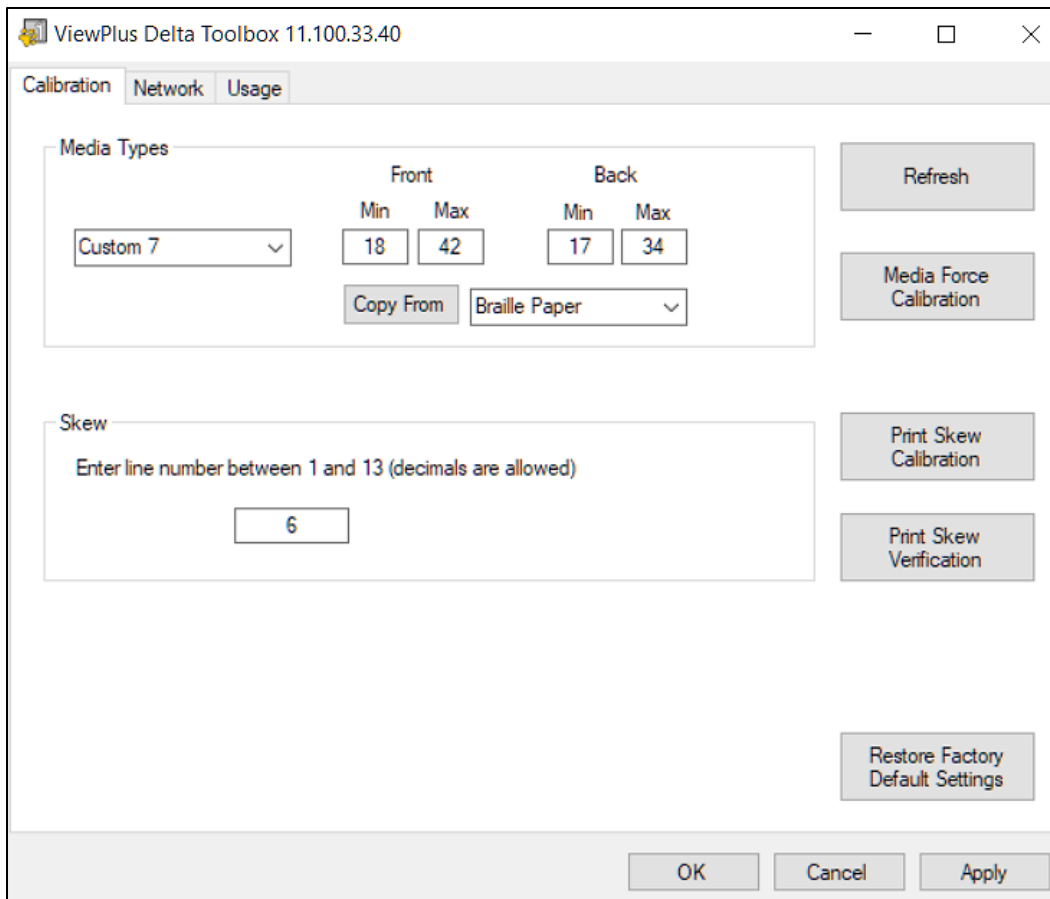 ViewPlus Delta Toolbox 11.100.33.40
Calibration Network Usage
Media Types
Front Back
Min Max Min Max
Custom 7 18 42 17 34
Copy From Braille Paper
Refresh
Media Force
Calibration
Skew
Enter line number between 1 and 13 (decimals are allowed)
6
Print Skew
Calibration
Print Skew
Verification
Restore Factory
Default Settings
OK Cancel Apply